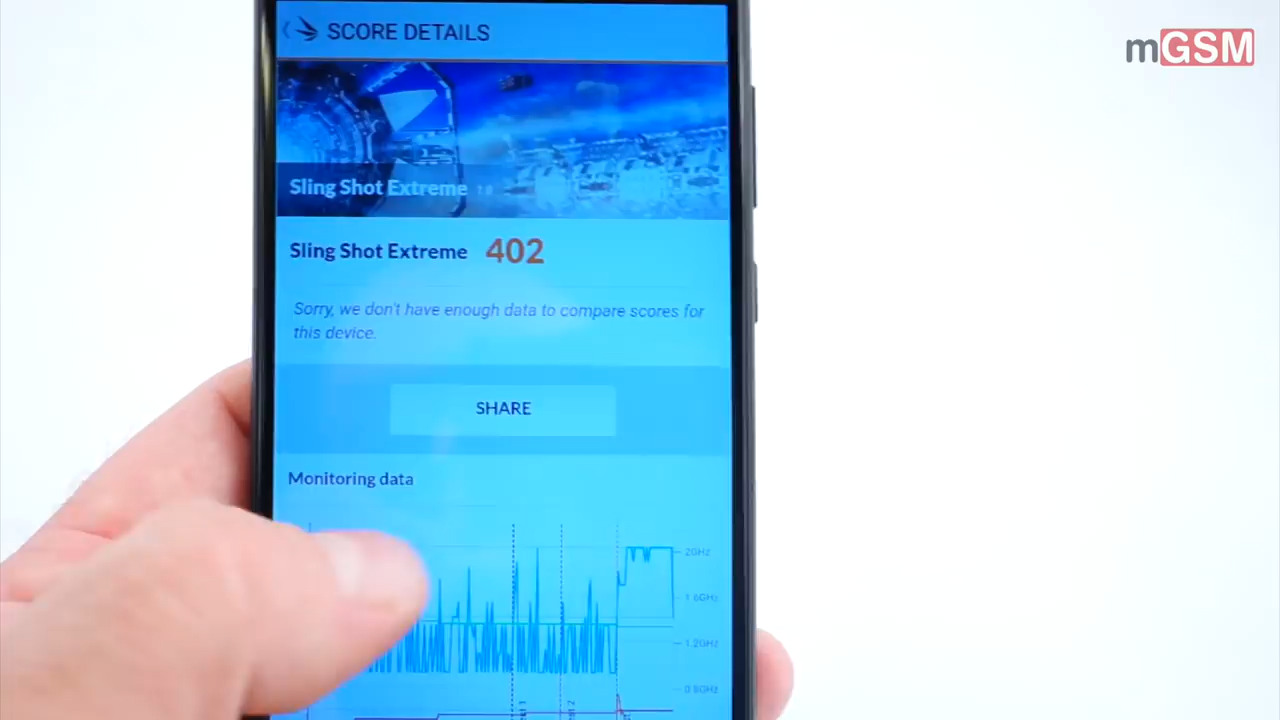 mGSM
SCORE DETAILS
Sling Shot Extreme
Sling Shot Extreme 402
Sorry, we don't have enough data to compare scores for
this device.
SHARE
Monitoring data
2GHz
1.6GHz
1.2GHz
0.8GHz